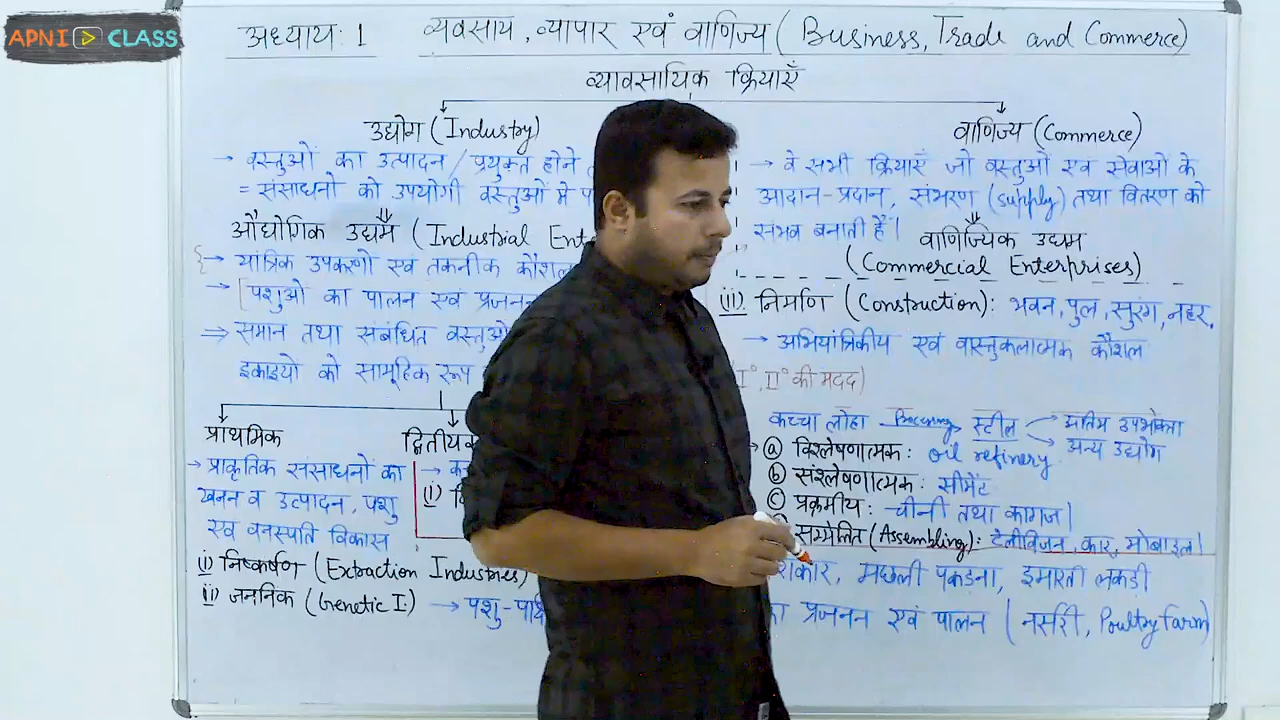 APNI CLASS
अध्याय: 1 व्यवसाय, व्यापार एवं वाणिज्य (Business, Trade and Commerce)
व्यावसायिक क्रियाएँ
उद्योग (Industry)
→ वस्तुओं का उत्पादन / प्रयुक्त होने
= संसाधनों को उपयोगी वस्तुओं मे
औद्योगिक उद्यम (Industrial
→ यांत्रिक उपकरणो एवं तकनीक कौशल
→ [पशुओं का पालन एवं प्रजनन
⇒ समान तथा संबंधित वस्तुओं
इकाइयो को सामूहिक रूप
प्राथमिक
→ प्राकृतिक संसाधनों का
खनन व उत्पादन, पशु
एवं वनस्पति विकास
(i) निष्कर्षण (Extraction Industries)
(ii) जननिक (Genetic I) → पशु-पक्षी
द्वितीयक
→
(i)
वाणिज्य (Commerce)
→ वे सभी क्रियाएँ जो वस्तुओं एवं सेवाओं के
आदान-प्रदान, संभरण (supply) तथा वितरण को
संभव बनाती हैं।
वाणिज्यिक उद्यम
(Commercial Enterprises)
(ii) निर्माण (Construction): भवन, पुल, सुरंग, नहर,
→ अभियांत्रिकीय एवं वास्तुकलात्मक कौशल
I°, II° की मदद)
कच्चा लोहा स्टील अंतिम उपभोक्ता
अन्य उद्योग
(a) विश्लेषणात्मक: oil refinery
(b) संश्लेषणात्मक: सीमेंट
(c) प्रक्रमीय: चीनी तथा कागज।
सम्मेलित (Assembling): टेलीविजन, कार, मोबाइल।
मछली पकड़ना, इमारती लकड़ी
प्रजनन एवं पालन (नर्सरी, Poultry farm)